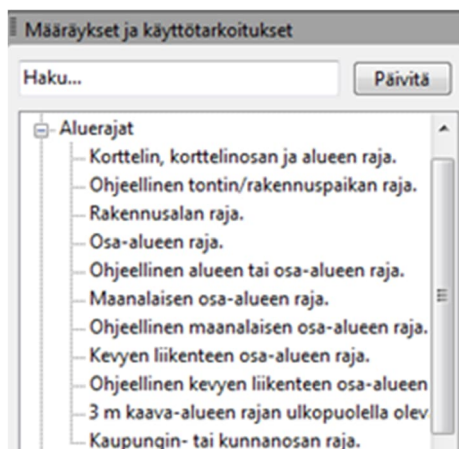 Määräykset ja käyttötarkoitukset
Haku...
Päivitä
Aluerajat
Korttelin, korttelinosan ja alueen raja.
Ohjeellinen tontin/rakennuspaikan raja.
Rakennusalan raja.
Osa-alueen raja.
Ohjeellinen alueen tai osa-alueen raja.
Maanalaisen osa-alueen raja.
Ohjeellinen maanalaisen osa-alueen raja.
Kevyen liikenteen osa-alueen raja.
Ohjeellinen kevyen liikenteen osa-alueen
3 m kaava-alueen rajan ulkopuolella olev
Kaupungin- tai kunnanosan raja.